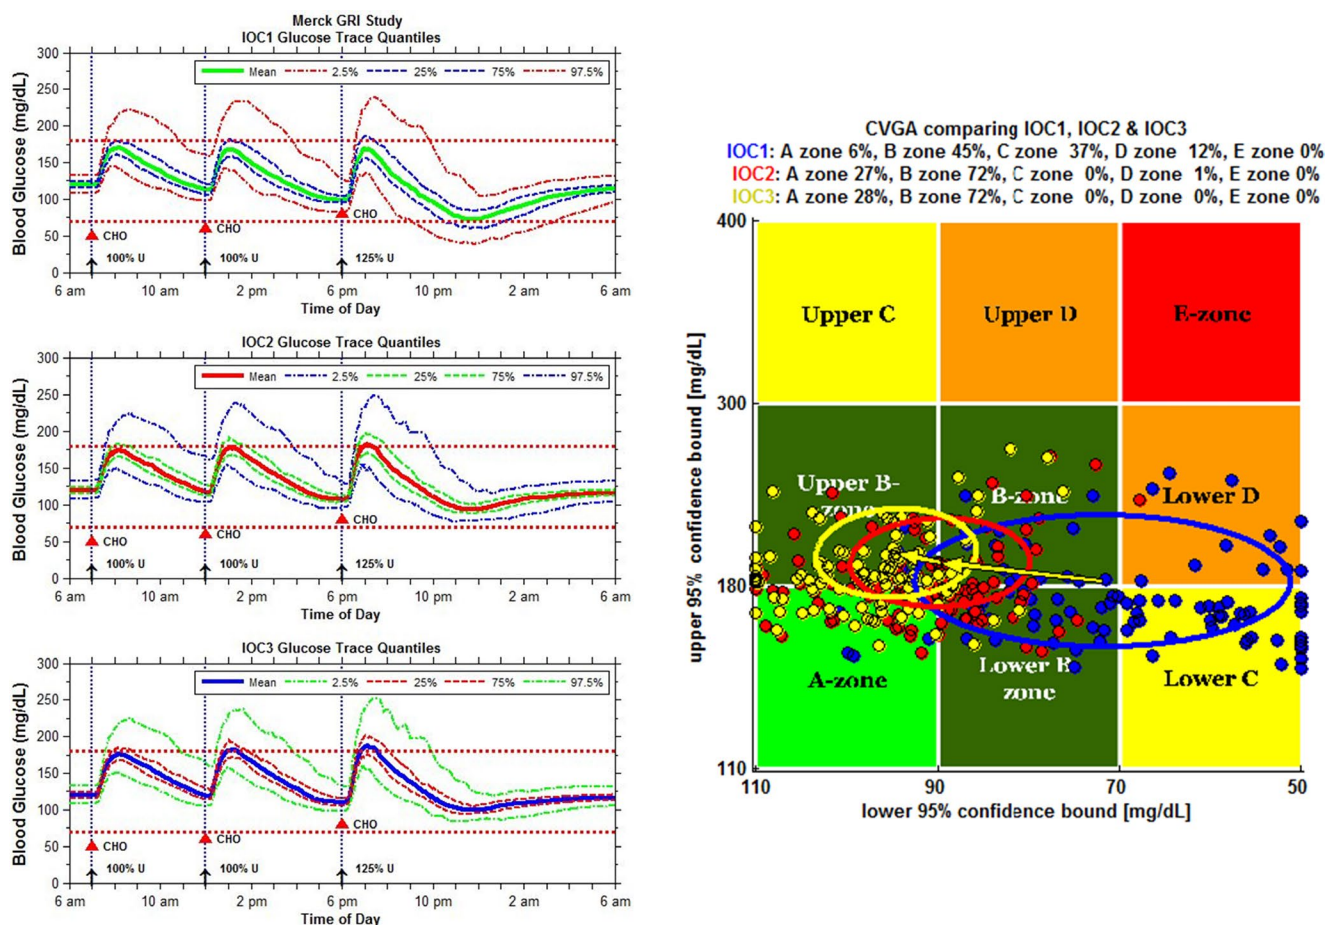 Merck GRI Study
IOC1 Glucose Trace Quantiles
Blood Glucose (mg/dL)
300
250
200
150
100
50
0
Mean 2.5% 25% 75% 97.5%
CHO
CHO
CHO
100% U
100% U
125% U
6 am 10 am 2 pm 6 pm 10 pm 2 am 6 am
Time of Day
IOC2 Glucose Trace Quantiles
Blood Glucose (mg/dL)
300
250
200
150
100
50
0
Mean 2.5% 25% 75% 97.5%
CHO
CHO
CHO
100% U
100% U
125% U
6 am 10 am 2 pm 6 pm 10 pm 2 am 6 am
Time of Day
IOC3 Glucose Trace Quantiles
Blood Glucose (mg/dL)
300
250
200
150
100
50
0
Mean 2.5% 25% 75% 97.5%
CHO
CHO
CHO
100% U
100% U
125% U
6 am 10 am 2 pm 6 pm 10 pm 2 am 6 am
Time of Day
CVGA comparing IOC1, IOC2 & IOC3
IOC1: A zone 6%, B zone 45%, C zone 37%, D zone 12%, E zone 0%
IOC2: A zone 27%, B zone 72%, C zone 0%, D zone 1%, E zone 0%
IOC3: A zone 28%, B zone 72%, C zone 0%, D zone 0%, E zone 0%
upper 95% confidence bound [mg/dL]
400
300
180
110
Upper C Upper D E-zone
Upper B-
zone
B-zone
Lower D
A-zone
Lower B
zone
Lower C
110 90 70 50
lower 95% confidence bound [mg/dL]